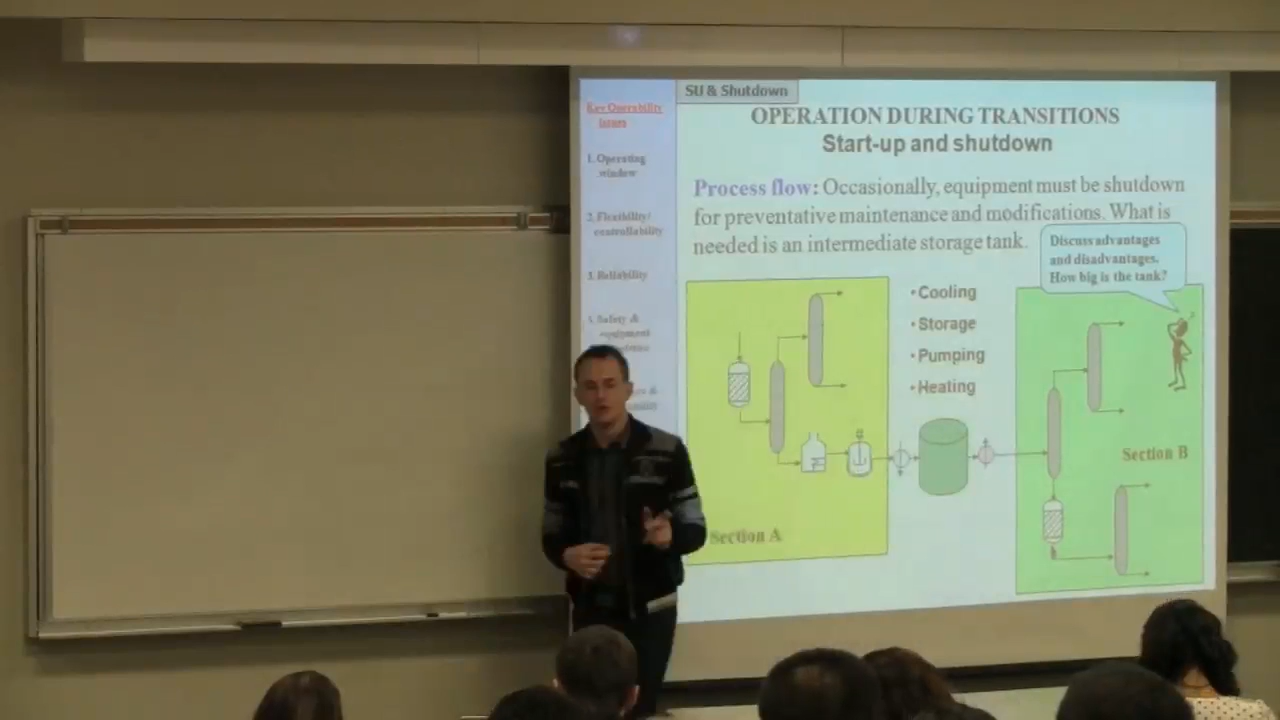 SU & Shutdown
Key Operability
Issues
1. Operating
window
2. Flexibility/
controllability
3. Reliability
Safety &
OPERATION DURING TRANSITIONS
Start-up and shutdown
Process flow: Occasionally, equipment must be shutdown
for preventative maintenance and modifications. What is
needed is an intermediate storage tank.
Discuss advantages
and disadvantages.
How big is the tank?
• Cooling
• Storage
• Pumping
• Heating
Section A
Section B